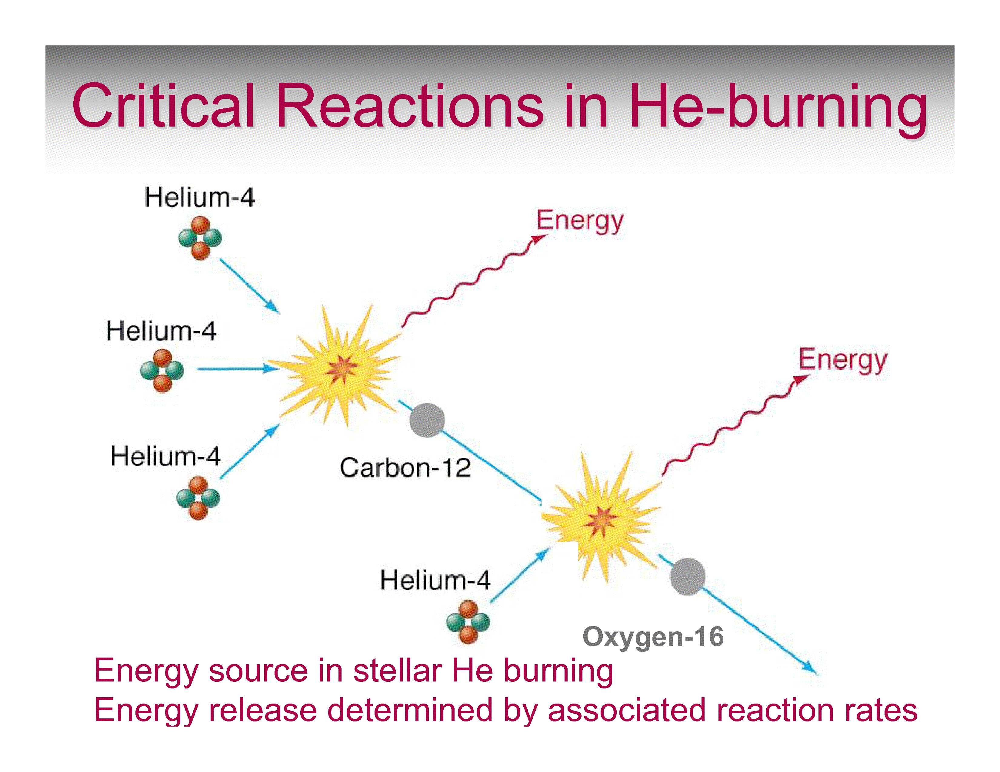 Critical Reactions in He-burning
Helium-4
Energy
Helium-4
Energy
Helium-4
Carbon-12
Helium-4
Oxygen-16
Energy source in stellar He burning
Energy release determined by associated reaction rates